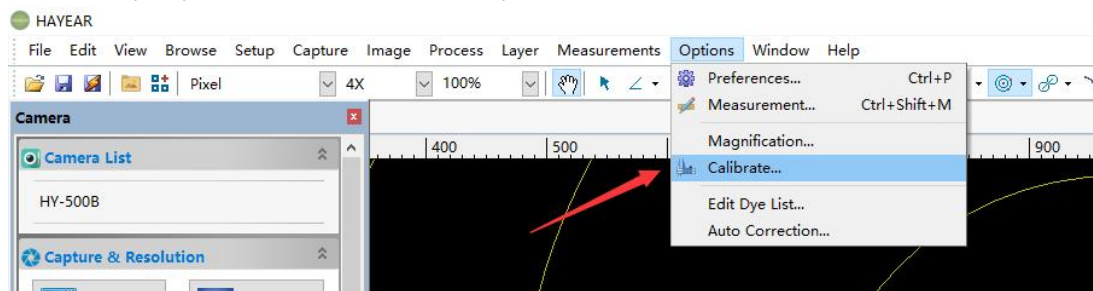 HAYEAR
File Edit View Browse Setup Capture Image Process Layer Measurements Options Window Help
Pixel 4X 100%
Preferences... Ctrl+P
Measurement... Ctrl+Shift+M
Magnification...
Calibrate...
Edit Dye List...
Auto Correction...
Camera
400 500 900
Camera List
HY-500B
Capture & Resolution